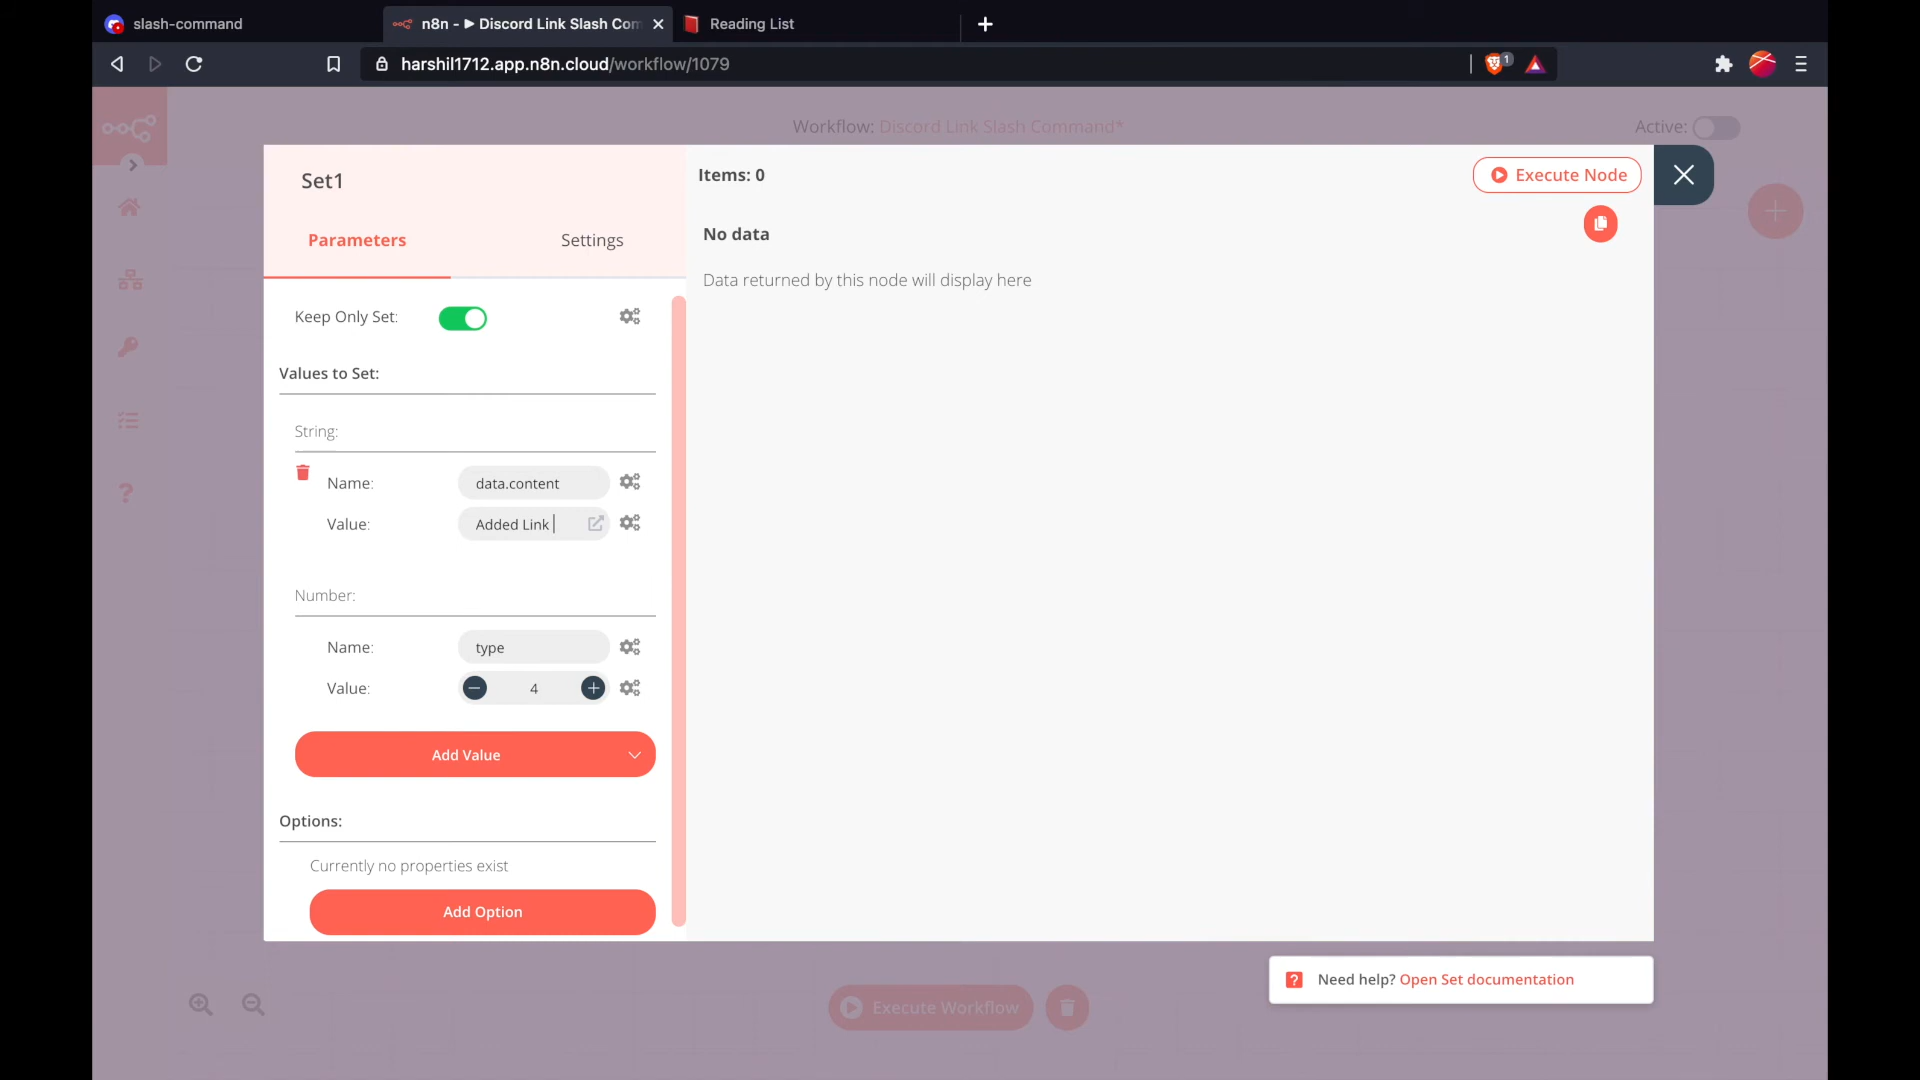 slash-command
n8n - ▶ Discord Link Slash Com
Reading List
harshil1712.app.n8n.cloud/workflow/1079
1
Workflow: Discord Link Slash Command*
Active:
Set1
Items: 0
Execute Node
Parameters
Settings
No data
Data returned by this node will display here
Keep Only Set:
Values to Set:
String:
Name:
data.content
Value:
Added Link
Number:
Name:
type
Value:
4
Add Value
Options:
Currently no properties exist
Add Option
Need help? Open Set documentation
Execute Workflow